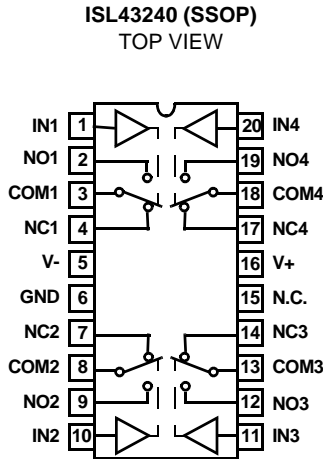 ISL43240 (SSOP)
TOP VIEW
IN1 1 20 IN4
NO1 2 19 NO4
COM1 3 18 COM4
NC1 4 17 NC4
V- 5 16 V+
GND 6 15 N.C.
NC2 7 14 NC3
COM2 8 13 COM3
NO2 9 12 NO3
IN2 10 11 IN3